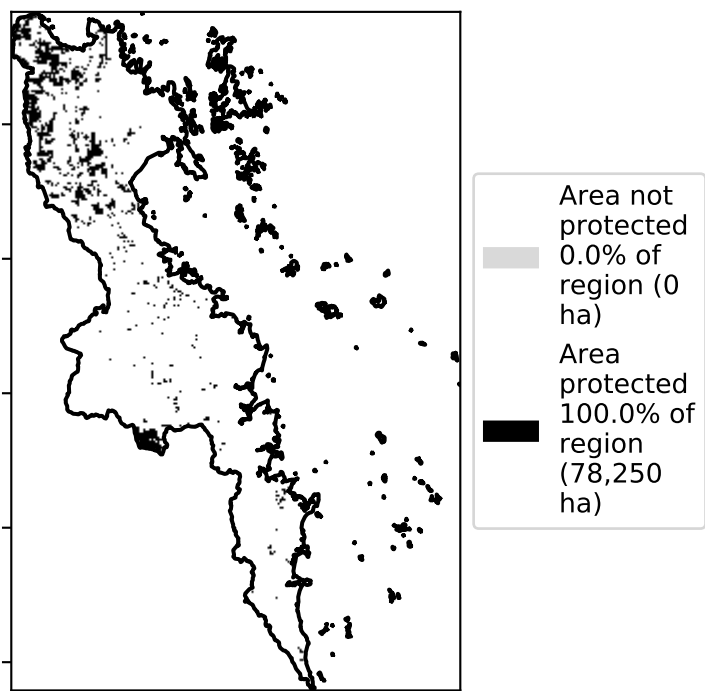 Area not
protected
0.0% of
region (0
ha)
Area
protected
100.0% of
region
(78,250
ha)